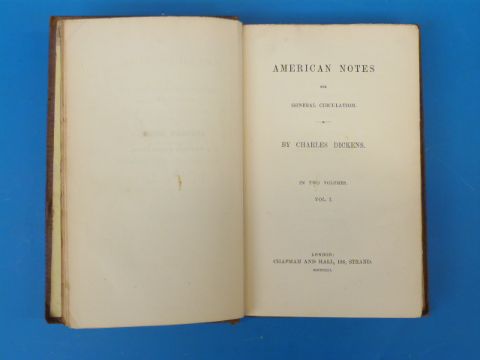 AMERICAN NOTES
FOR
GENERAL CIRCULATION.
BY CHARLES DICKENS.
IN TWO VOLUMES.
VOL. I.
LONDON:
CHAPMAN AND HALL, 186, STRAND.